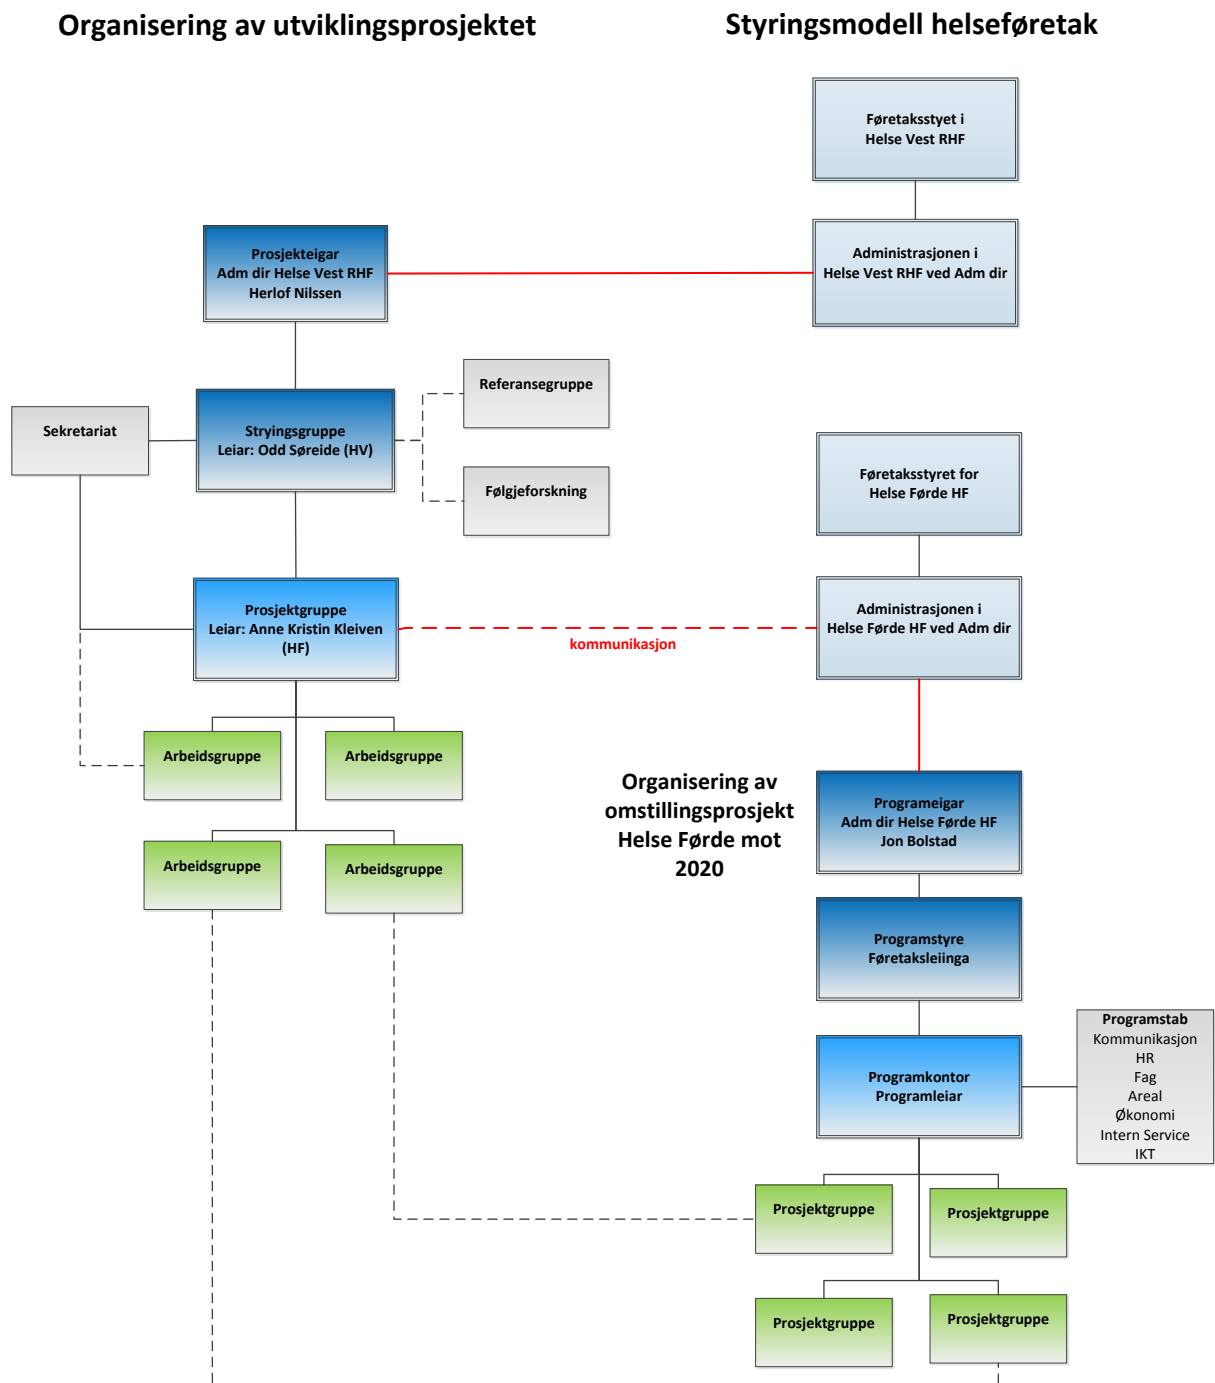 Organisering av utviklingsprosjektet
Styringsmodell helseføretak
Føretaksstyet i
Helse Vest RHF
Prosjekteigar
Adm dir Helse Vest RHF
Herlof Nilssen
Administrasjonen i
Helse Vest RHF ved Adm dir
Referansegruppe
Sekretariat
Stryingsgruppe
Leiar: Odd Søreide (HV)
Følgjeforskning
Føretaksstyret for
Helse Førde HF
Prosjektgruppe
Leiar: Anne Kristin Kleiven
(HF)
kommunikasjon
Administrasjonen i
Helse Førde HF ved Adm dir
Arbeidsgruppe
Arbeidsgruppe
Arbeidsgruppe
Arbeidsgruppe
Organisering av
omstillingsprosjekt
Helse Førde mot
2020
Programeigar
Adm dir Helse Førde HF
Jon Bolstad
Programstyre
Føretaksleiinga
Programkontor
Programleiar
Programstab
Kommunikasjon
HR
Fag
Areal
Økonomi
Intern Service
IKT
Prosjektgruppe
Prosjektgruppe
Prosjektgruppe
Prosjektgruppe